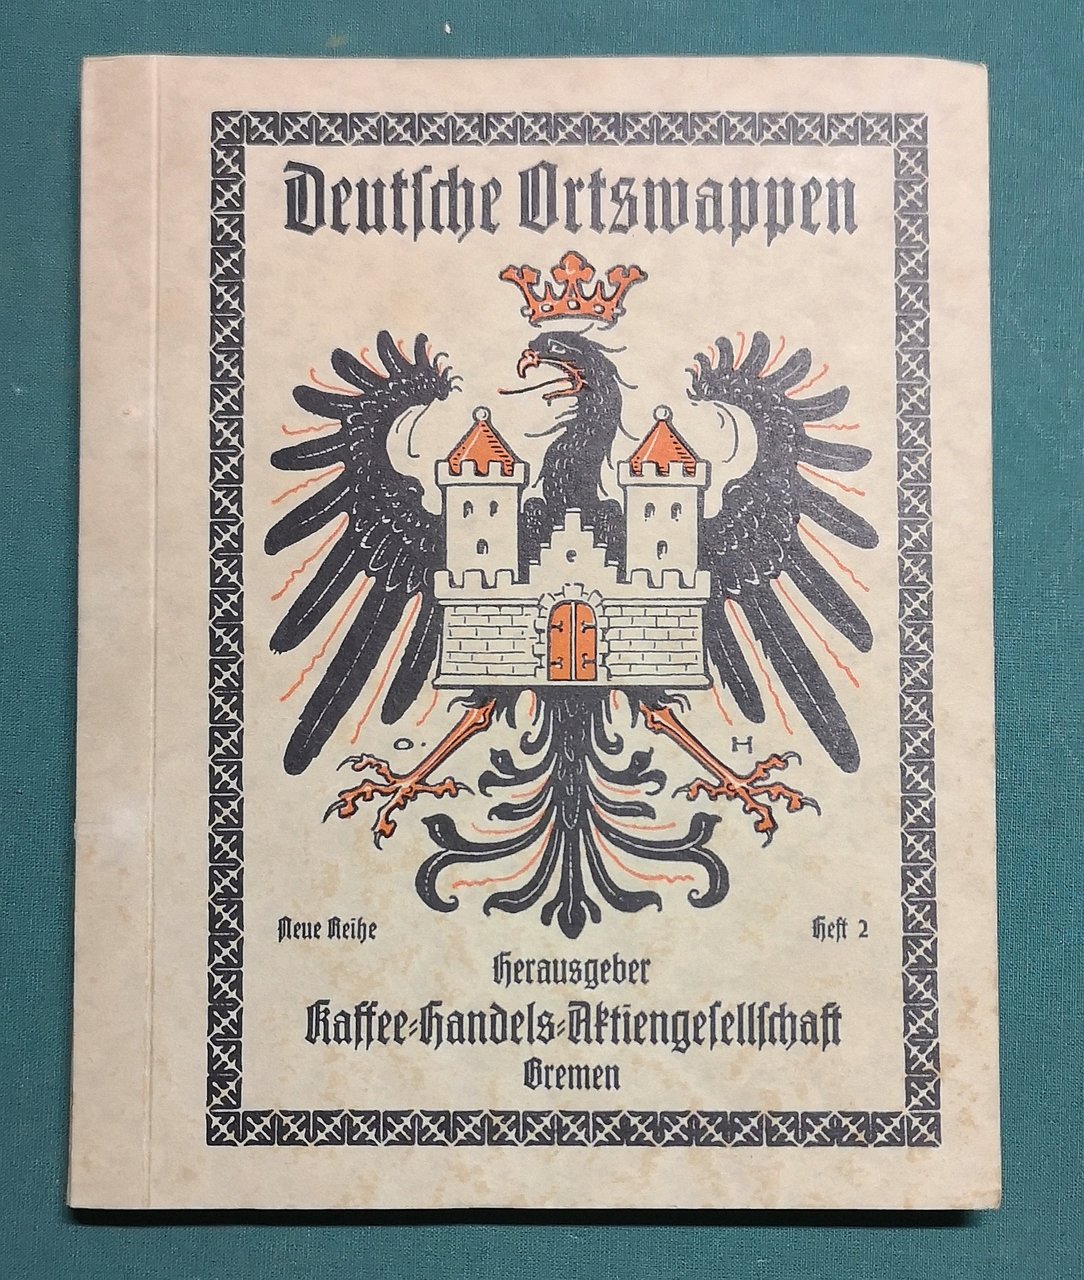 Deutſche Ortswappen
O. H
Neue Reihe Heft 2
Herausgeber
Kaffee-Handels-Aktiengeſellſchaft
Bremen